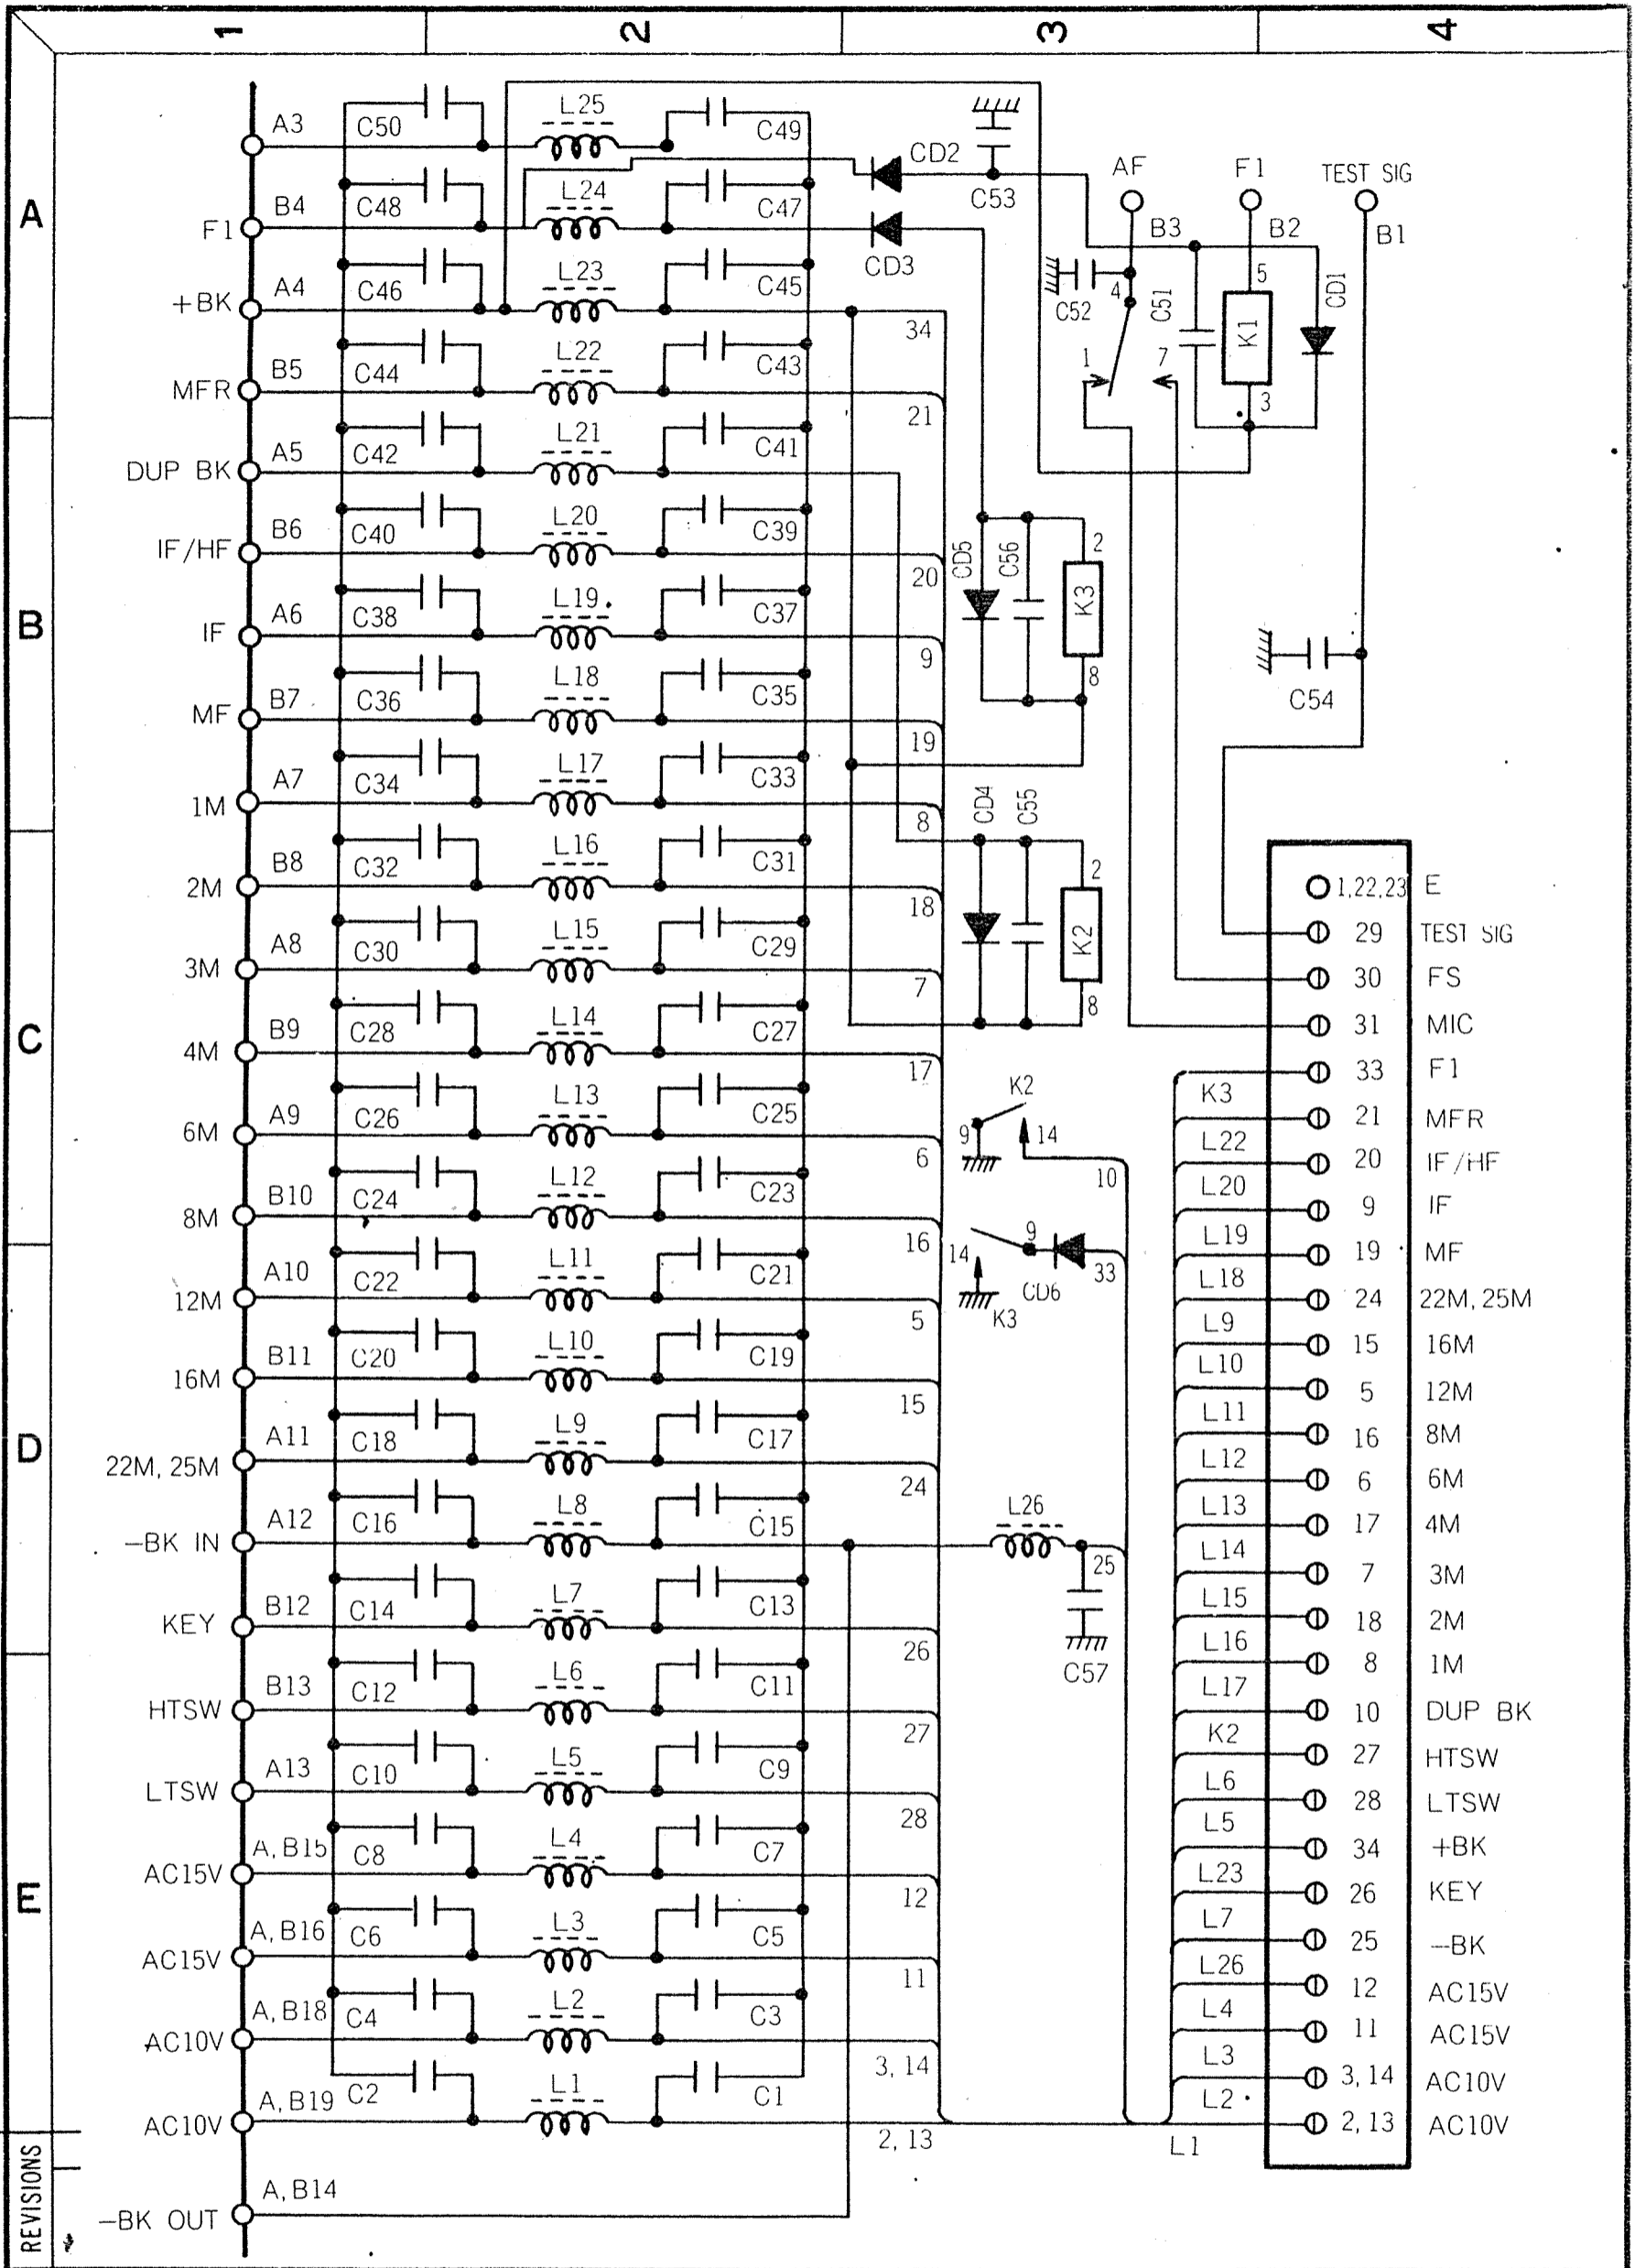 1 2 3 4
A
B
C
D
E
REVISIONS
A3 C50 L25 C49
F1 B4 C48 L24 C47
+BK A4 C46 L23 C45 34
MFR B5 C44 L22 C43 21
DUP BK A5 C42 L21 C41
IF/HF B6 C40 L20 C39 20
IF A6 C38 L19 C37 9
MF B7 C36 L18 C35 19
1M A7 C34 L17 C33 8
2M B8 C32 L16 C31 18
3M A8 C30 L15 C29 7
4M B9 C28 L14 C27 17
6M A9 C26 L13 C25 6
8M B10 C24 L12 C23 16
12M A10 C22 L11 C21 5
16M B11 C20 L10 C19 15
22M, 25M A11 C18 L9 C17 24
-BK IN A12 C16 L8 C15
KEY B12 C14 L7 C13 26
HTSW B13 C12 L6 C11 27
LTSW A13 C10 L5 C9 28
AC15V A, B15 C8 L4 C7 12
AC15V A, B16 C6 L3 C5 11
AC10V A, B18 C4 L2 C3 3, 14
AC10V A, B19 C2 L1 C1 2, 13
-BK OUT A, B14
CD2
C53
CD3
AF F1 TEST SIG
B3 B2 B1
C52 4 C51 5 K1 3 CD1
1 7
CD5 C56 2 K3 8
C54
CD4 C55 2 K2 8
K2
9 14
10
14 9
CD6 33
K3
L26
25
C57
1,22,23 E
29 TEST SIG
30 FS
31 MIC
33 F1
K3
21 MFR
L22
20 IF/HF
L20
9 IF
L19
19 MF
L18
24 22M, 25M
L9
15 16M
L10
5 12M
L11
16 8M
L12
6 6M
L13
17 4M
L14
7 3M
L15
18 2M
L16
8 1M
L17
10 DUP BK
K2
27 HTSW
L6
28 LTSW
L5
34 +BK
L23
26 KEY
L7
25 -BK
L26
12 AC15V
L4
11 AC15V
L3
3, 14 AC10V
L2
2, 13 AC10V
L1